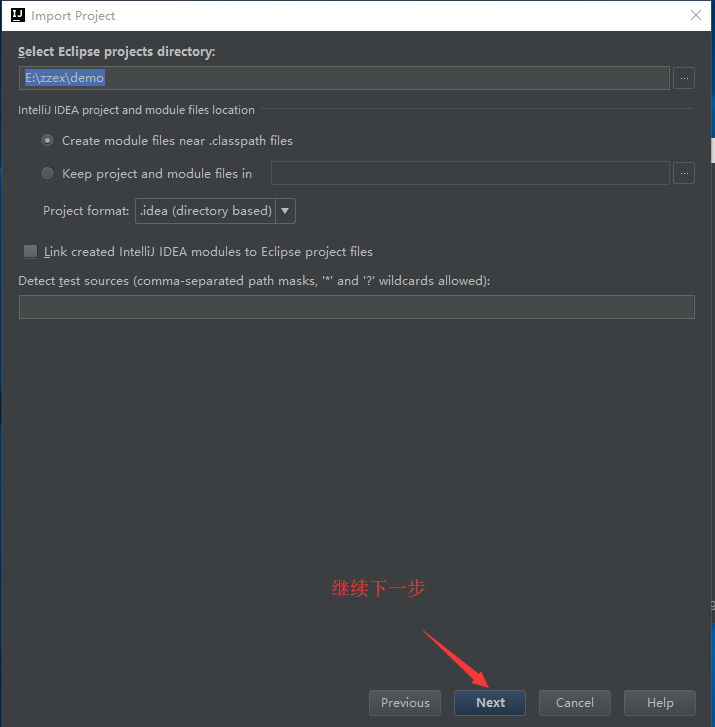 IJ Import Project
Select Eclipse projects directory:
E:\zzex\demo
...
IntelliJ IDEA project and module files location
Create module files near .classpath files
Keep project and module files in
...
Project format: .idea (directory based)
Link created IntelliJ IDEA modules to Eclipse project files
Detect test sources (comma-separated path masks, '*' and '?' wildcards allowed):
继续下一步
Previous Next Cancel Help